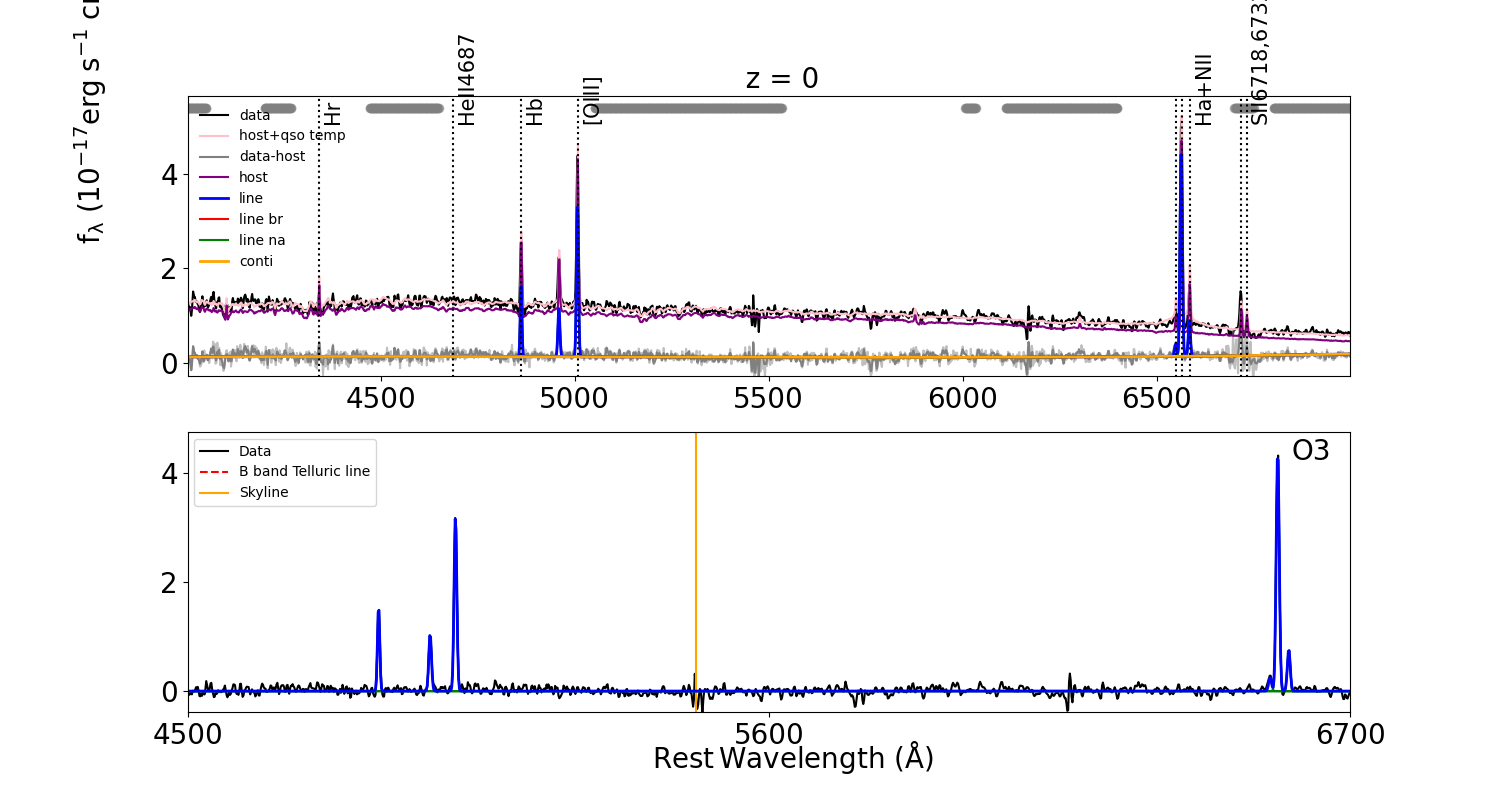 z = 0
fλ (10−17erg s−1 c
Hr
HeII4687
Hb
[OIII]
Ha+NII
SII6718,673
data
host+qso temp
data-host
host
line
line br
line na
conti
4
2
0
4500
5000
5500
6000
6500
Data
B band Telluric line
Skyline
O3
4
2
0
4500
5600
6700
Rest Wavelength (Å)